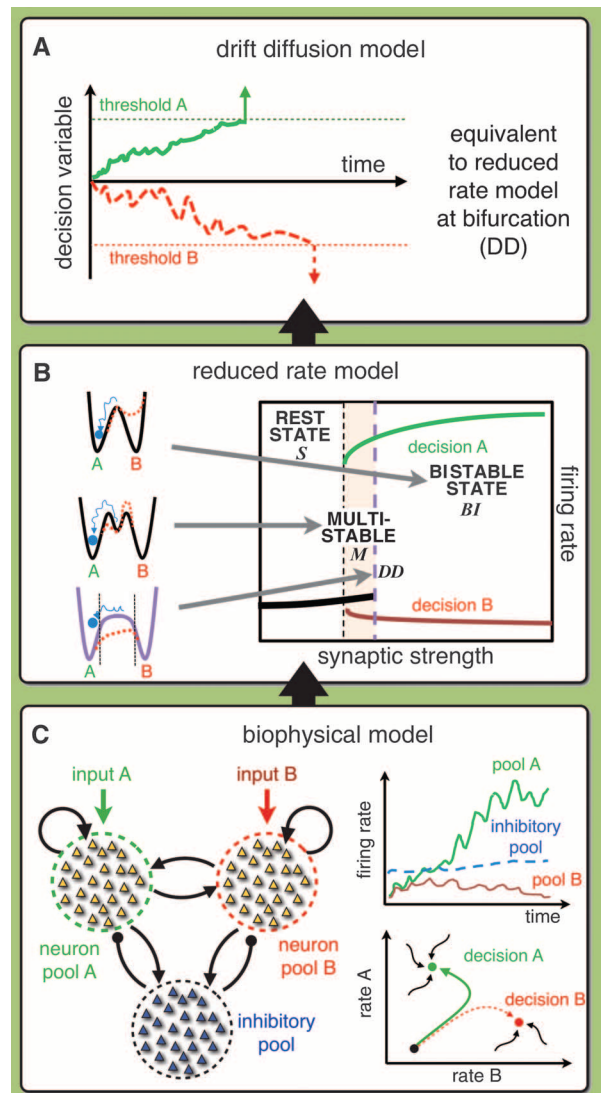 A
drift diffusion model
threshold A
time
decision variable
threshold B
equivalent
to reduced
rate model
at bifurcation
(DD)
B
reduced rate model
A
B
A
B
A
B
REST
STATE
S
decision A
BISTABLE
STATE
BI
MULTI-
STABLE
M
DD
decision B
firing rate
synaptic strength
C
biophysical model
input A
input B
neuron
pool A
neuron
pool B
inhibitory
pool
pool A
inhibitory
pool
pool B
firing rate
time
decision A
decision B
rate A
rate B